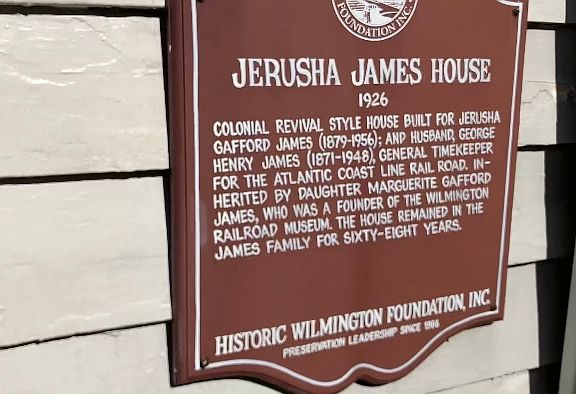 FOUNDATION INC.
JERUSHA JAMES HOUSE
1926
COLONIAL REVIVAL STYLE HOUSE BUILT FOR JERUSHA
GAFFORD JAMES (1879-1956); AND HUSBAND, GEORGE
HENRY JAMES (1871-1948), GENERAL TIMEKEEPER
FOR THE ATLANTIC COAST LINE RAIL ROAD. IN-
HERITED BY DAUGHTER MARGUERITE GAFFORD
JAMES, WHO WAS A FOUNDER OF THE WILMINGTON
RAILROAD MUSEUM. THE HOUSE REMAINED IN THE
JAMES FAMILY FOR SIXTY-EIGHT YEARS.
HISTORIC WILMINGTON FOUNDATION, INC.
PRESERVATION LEADERSHIP SINCE 1966